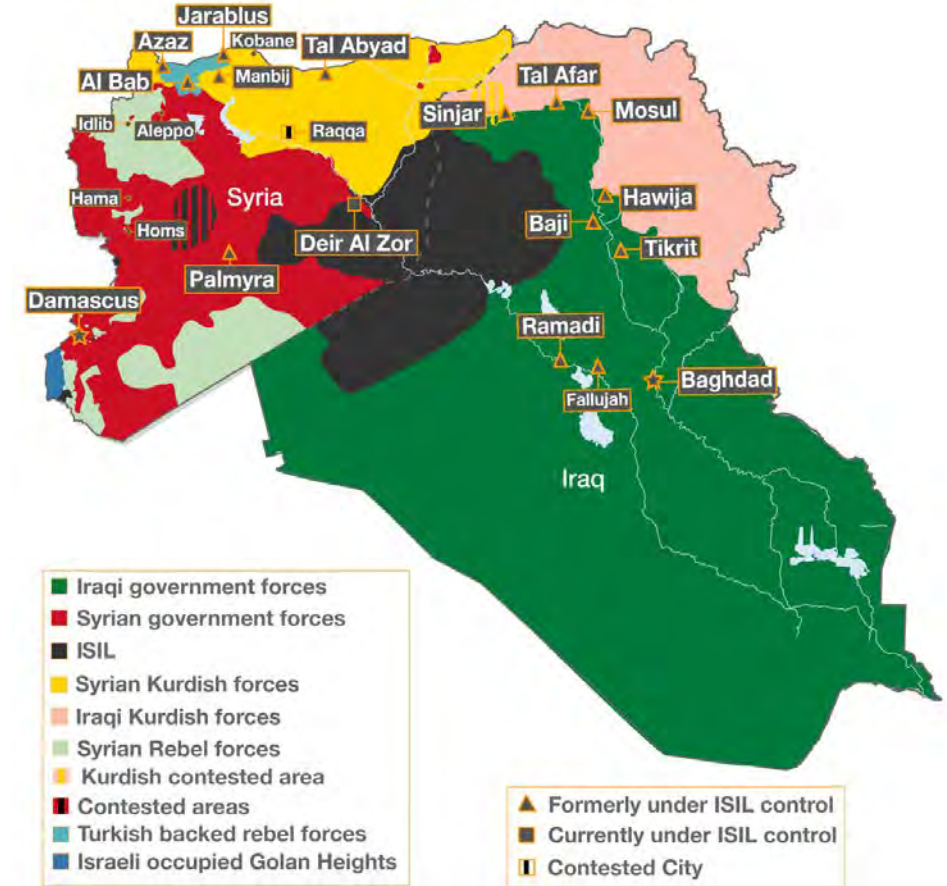 Jarablus
Azaz
Kobane
Tal Abyad
Al Bab
Manbij
Tal Afar
Sinjar
Mosul
Idlib
Aleppo
Raqqa
Hama
Syria
Hawija
Homs
Deir Al Zor
Baji
Tikrit
Palmyra
Damascus
Ramadi
Baghdad
Fallujah
Iraq
Iraqi government forces
Syrian government forces
ISIL
Syrian Kurdish forces
Iraqi Kurdish forces
Syrian Rebel forces
Kurdish contested area
Contested areas
Turkish backed rebel forces
Israeli occupied Golan Heights
Formerly under ISIL control
Currently under ISIL control
Contested City